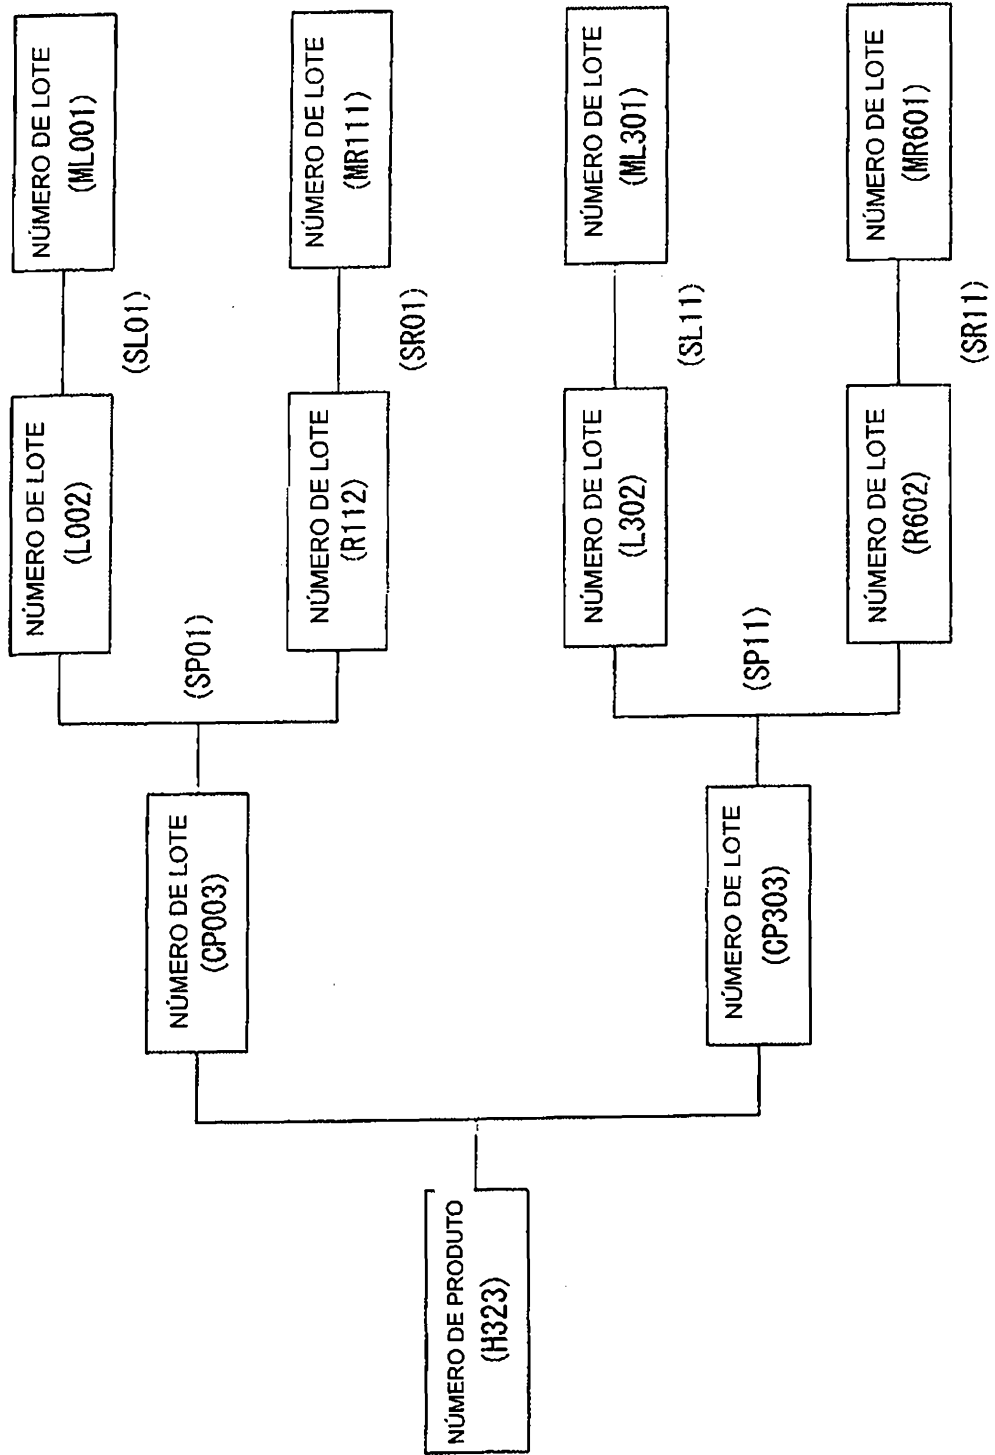 NÚMERO DE LOTE
(ML001)
NÚMERO DE LOTE
(MR111)
NÚMERO DE LOTE
(ML301)
NÚMERO DE LOTE
(MR601)
(SL01)
(SR01)
(SL11)
(SR11)
NÚMERO DE LOTE
(L002)
NÚMERO DE LOTE
(R112)
NÚMERO DE LOTE
(L302)
NÚMERO DE LOTE
(R602)
(SP01)
(SP11)
NÚMERO DE LOTE
(CP003)
NÚMERO DE LOTE
(CP303)
NÚMERO DE PRODUTO
(H323)